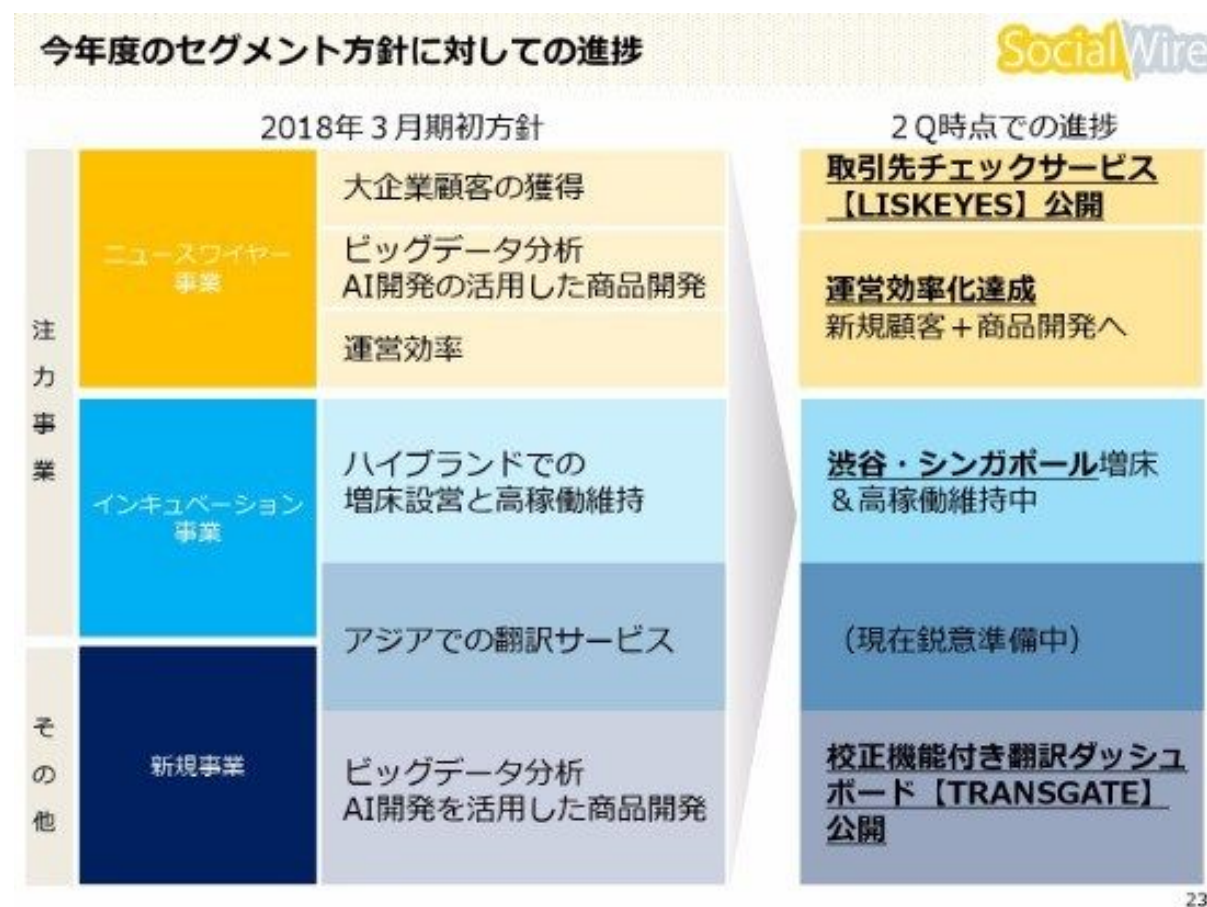 今年度のセグメント方針に対しての進捗
SocialWire
2018年3月期初方針
2Q時点での進捗
注力事業
ニュースワイヤー
事業
大企業顧客の獲得
ビッグデータ分析
AI開発の活用した商品開発
運営効率
取引先チェックサービス
【LISKEYES】公開
運営効率化達成
新規顧客+商品開発へ
インキュベーション
事業
ハイブランドでの
増床設営と高稼働維持
渋谷・シンガポール増床
&高稼働維持中
アジアでの翻訳サービス
(現在鋭意準備中)
その他
新規事業
ビッグデータ分析
AI開発を活用した商品開発
校正機能付き翻訳ダッシュ
ボード【TRANSGATE】
公開
23